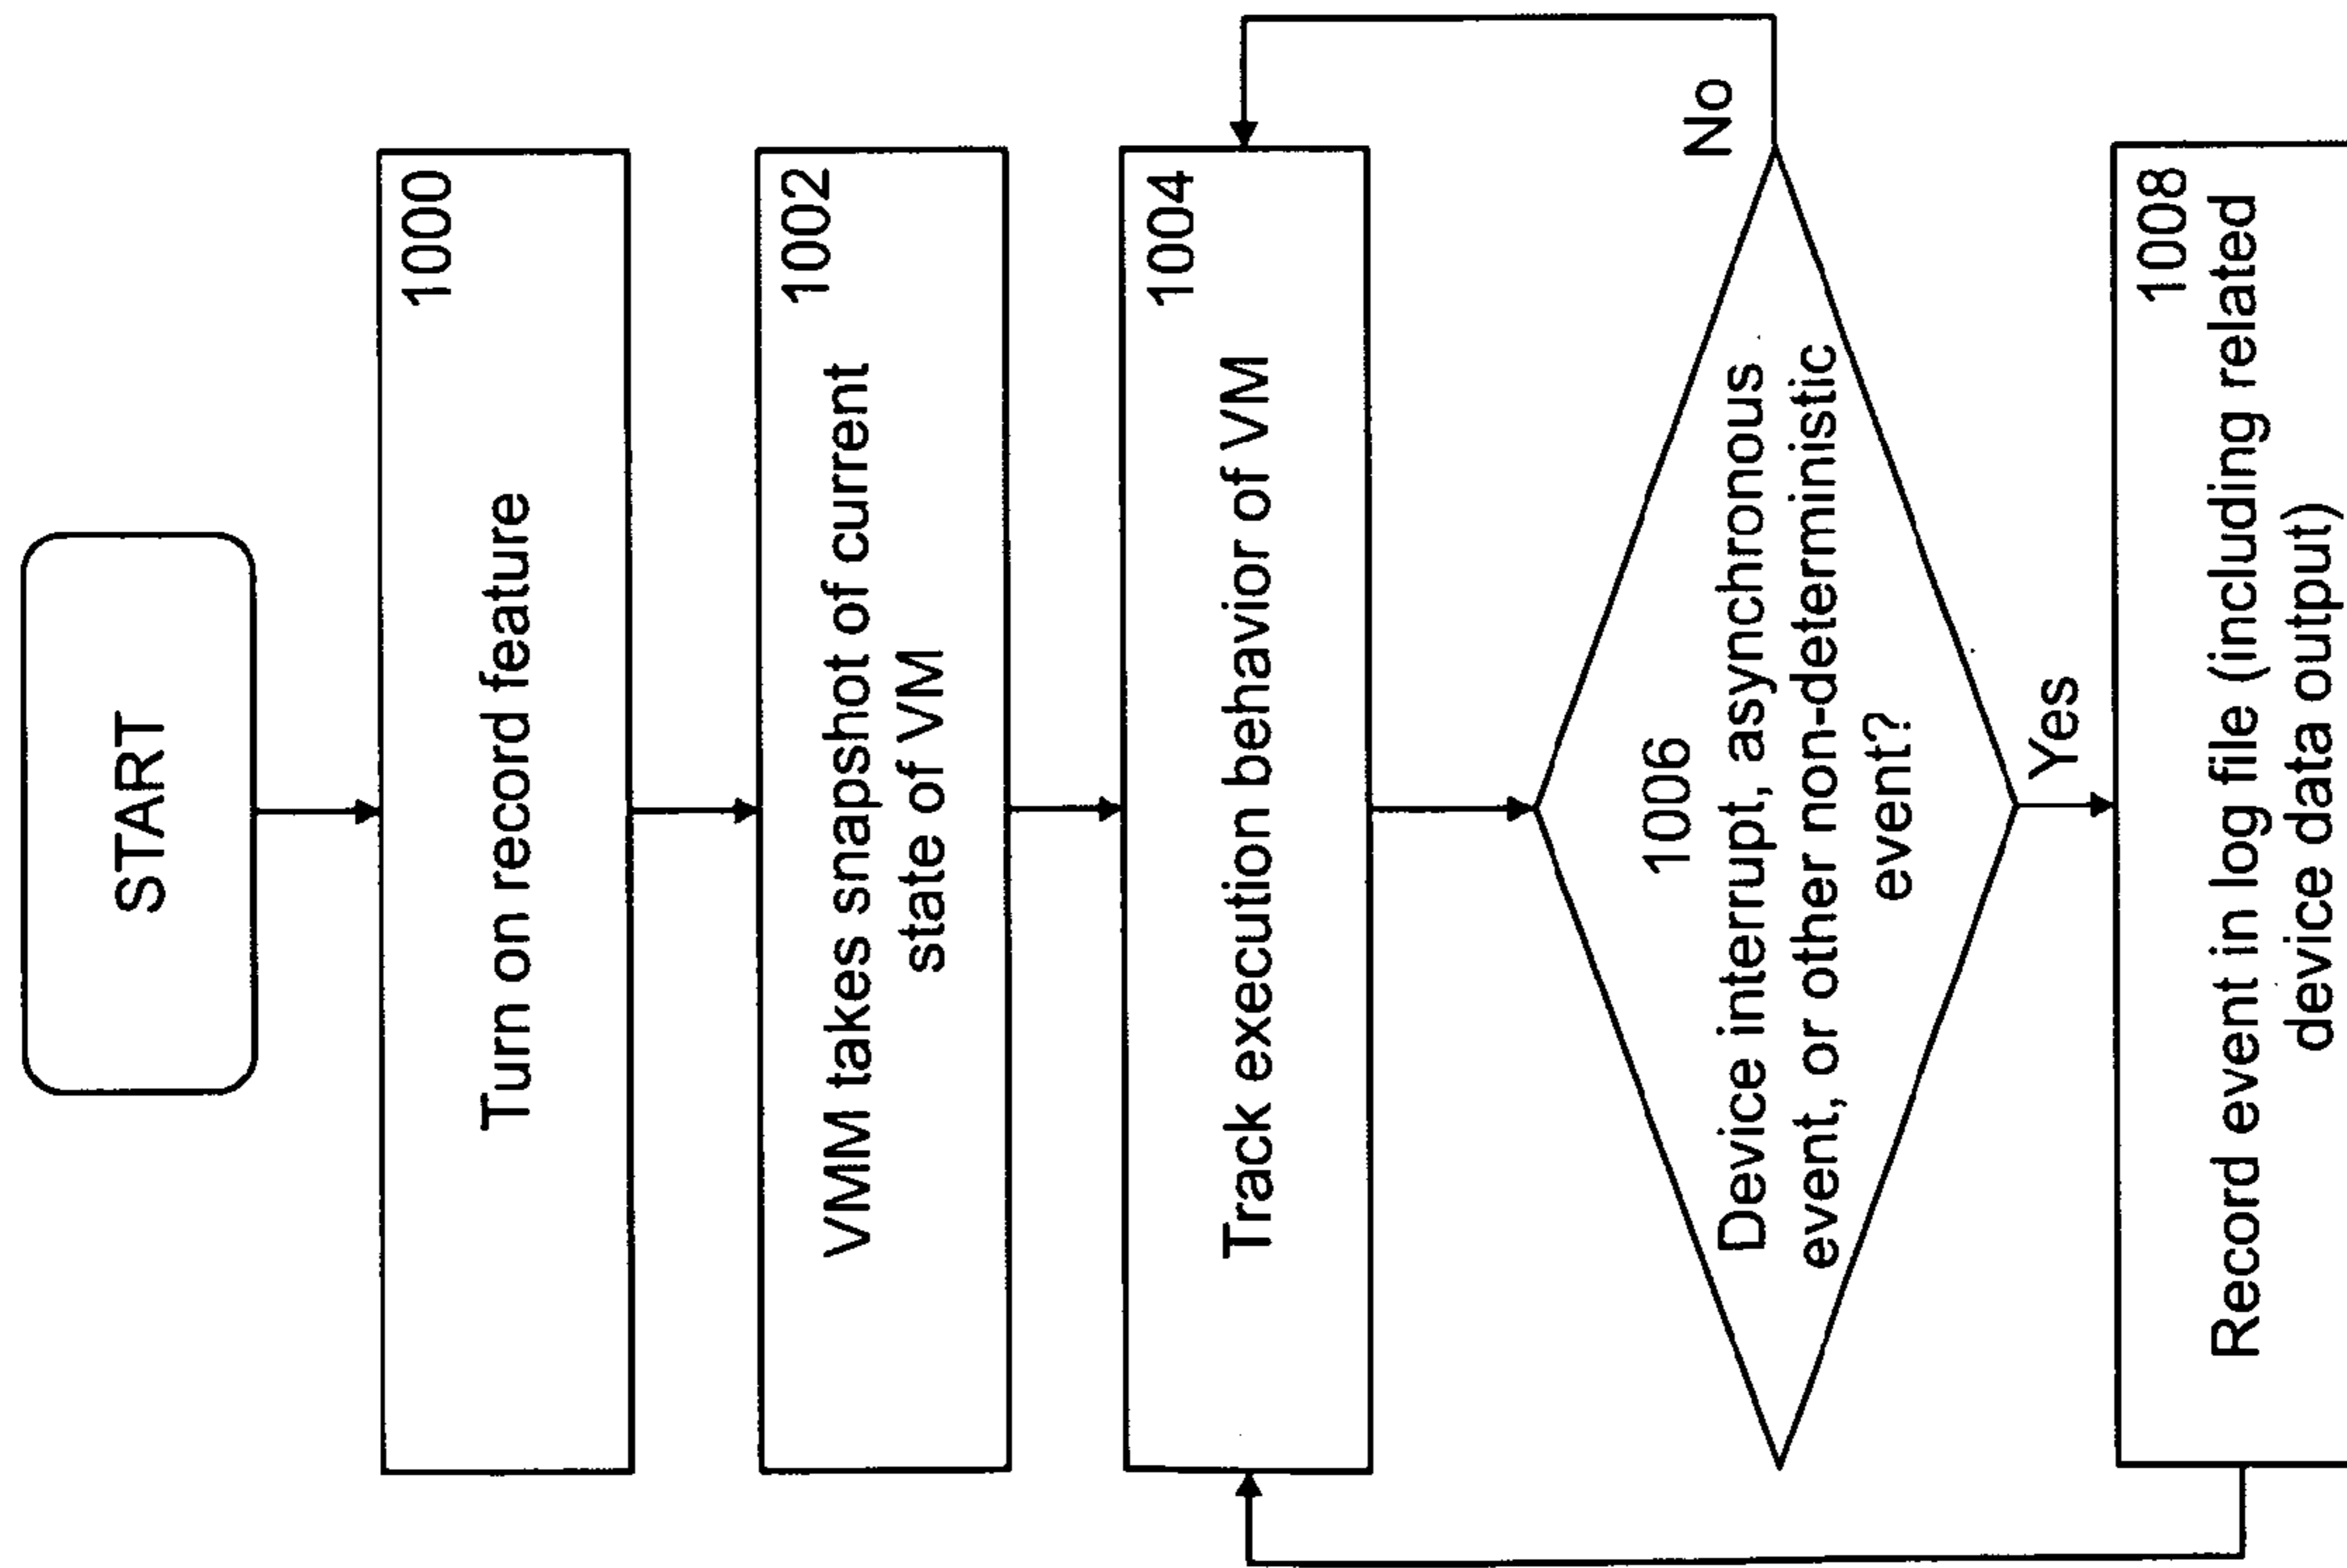 START
1000
Turn on record feature
1002
VMM takes snapshot of current
state of VM
1004
Track execution behavior of VM
1006
Device interrupt, asynchronous
event, or other non-deterministic
event?
No
Yes
1008
Record event in log file (including related
device data output)